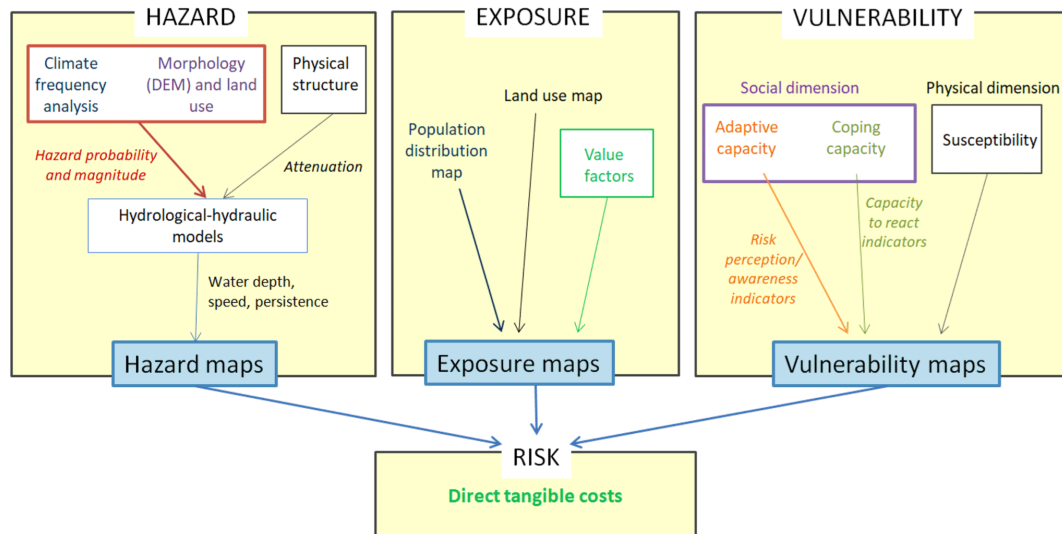 HAZARD
Climate
frequency
analysis
Morphology
(DEM) and land
use
Physical
structure
Hazard probability
and magnitude
Attenuation
Hydrological-hydraulic
models
Water depth,
speed, persistence
Hazard maps
EXPOSURE
Land use map
Population
distribution
map
Value
factors
Exposure maps
VULNERABILITY
Social dimension
Physical dimension
Adaptive
capacity
Coping
capacity
Susceptibility
Capacity
to react
indicators
Risk
perception/
awareness
indicators
Vulnerability maps
RISK
Direct tangible costs